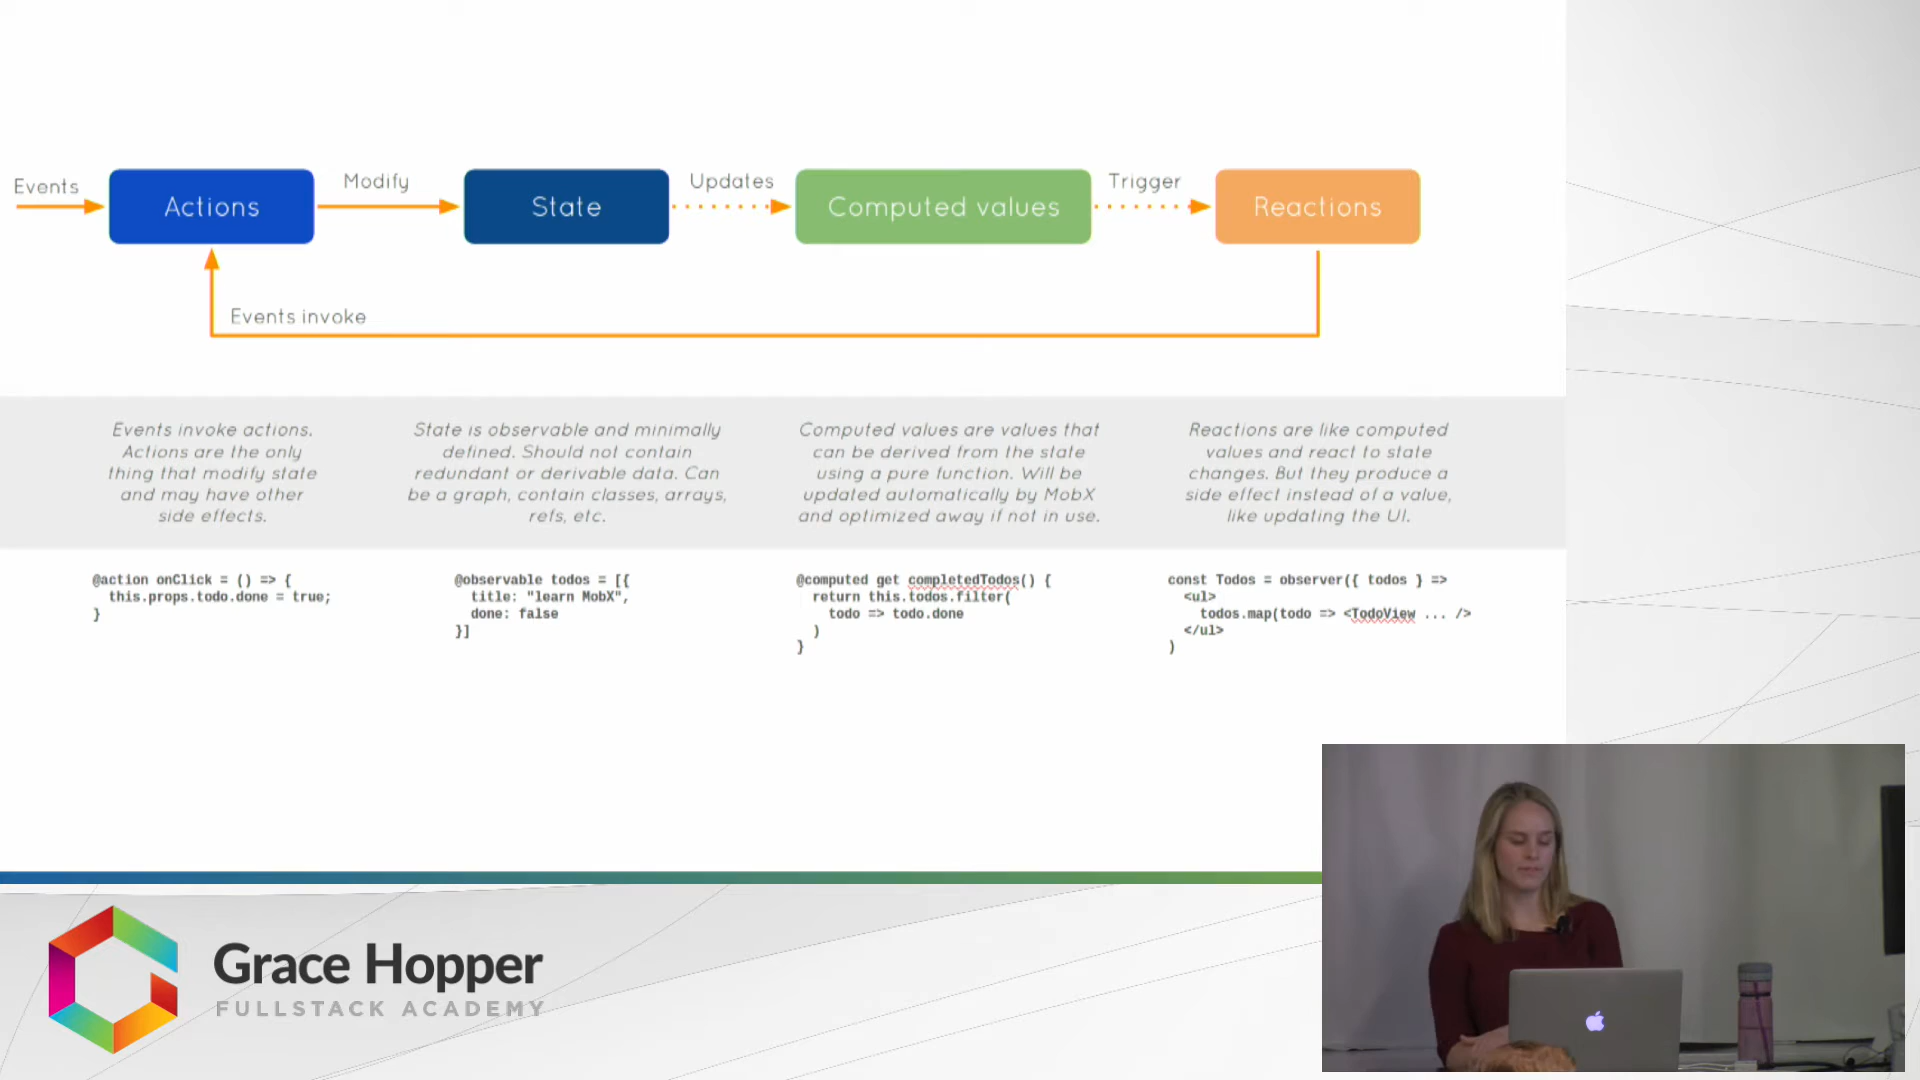 Events
Modify
Updates
Trigger
Actions
State
Computed values
Reactions
Events invoke
Events invoke actions.
Actions are the only
thing that modify state
and may have other
side effects.
State is observable and minimally
defined. Should not contain
redundant or derivable data. Can
be a graph, contain classes, arrays,
refs, etc.
Computed values are values that
can be derived from the state
using a pure function. Will be
updated automatically by MobX
and optimized away if not in use.
Reactions are like computed
values and react to state
changes. But they produce a
side effect instead of a value,
like updating the UI.
@action onClick = () => {
this.props.todo.done = true;
}
@observable todos = [{
title: "learn MobX",
done: false
}]
@computed get completedTodos() {
return this.todos.filter(
todo => todo.done
)
}
const Todos = observer({ todos } =>
<ul>
todos.map(todo => <TodoView ... />
</ul>
)
Grace Hopper
FULLSTACK ACADEMY